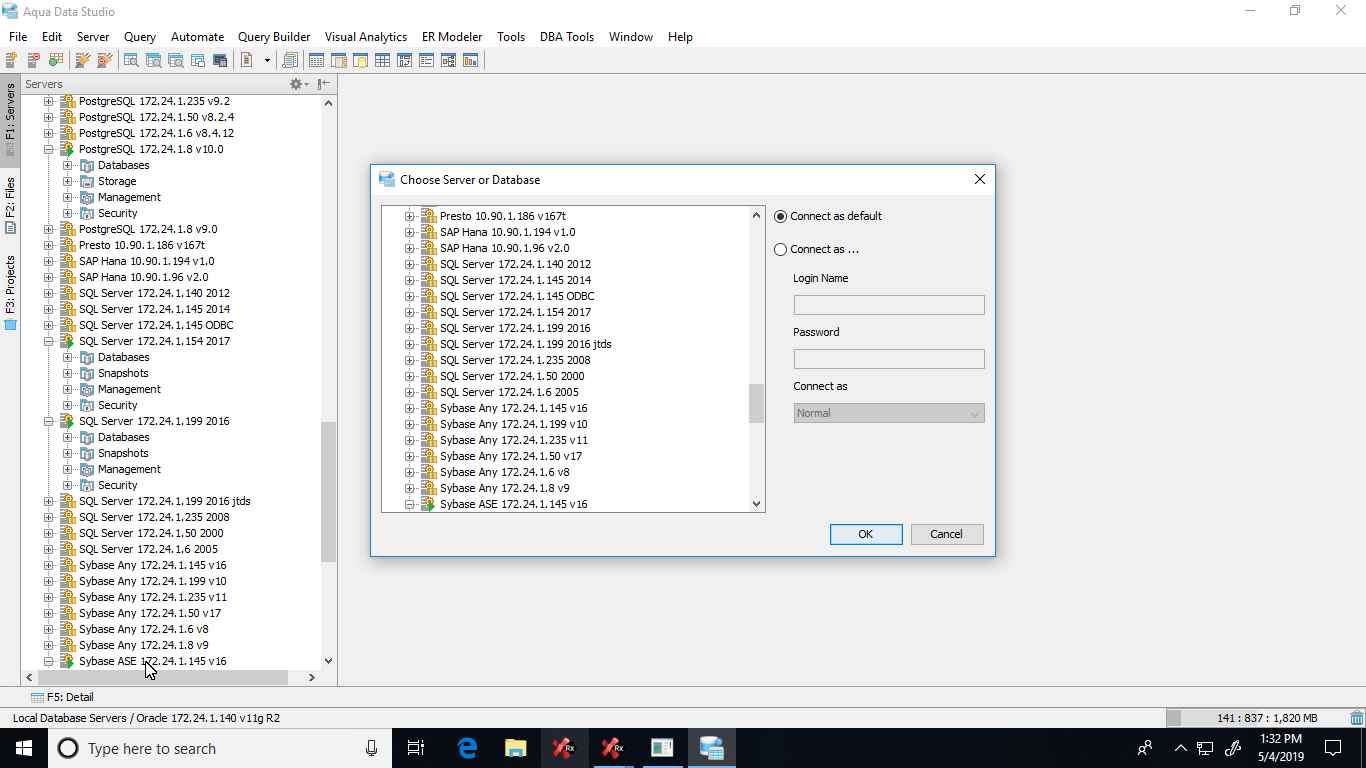 Aqua Data Studio
File Edit Server Query Automate Query Builder Visual Analytics ER Modeler Tools DBA Tools Window Help
F1: Servers
F2: Files
F3: Projects
Servers
PostgreSQL 172.24.1.235 v9.2
PostgreSQL 172.24.1.50 v8.2.4
PostgreSQL 172.24.1.6 v8.4.12
PostgreSQL 172.24.1.8 v10.0
Databases
Storage
Management
Security
PostgreSQL 172.24.1.8 v9.0
Presto 10.90.1.186 v167t
SAP Hana 10.90.1.194 v1.0
SAP Hana 10.90.1.96 v2.0
SQL Server 172.24.1.140 2012
SQL Server 172.24.1.145 2014
SQL Server 172.24.1.145 ODBC
SQL Server 172.24.1.154 2017
Databases
Snapshots
Management
Security
SQL Server 172.24.1.199 2016
Databases
Snapshots
Management
Security
SQL Server 172.24.1.199 2016 jtds
SQL Server 172.24.1.235 2008
SQL Server 172.24.1.50 2000
SQL Server 172.24.1.6 2005
Sybase Any 172.24.1.145 v16
Sybase Any 172.24.1.199 v10
Sybase Any 172.24.1.235 v11
Sybase Any 172.24.1.50 v17
Sybase Any 172.24.1.6 v8
Sybase Any 172.24.1.8 v9
Sybase ASE 172.24.1.145 v16
Choose Server or Database
Presto 10.90.1.186 v167t
SAP Hana 10.90.1.194 v1.0
SAP Hana 10.90.1.96 v2.0
SQL Server 172.24.1.140 2012
SQL Server 172.24.1.145 2014
SQL Server 172.24.1.145 ODBC
SQL Server 172.24.1.154 2017
SQL Server 172.24.1.199 2016
SQL Server 172.24.1.199 2016 jtds
SQL Server 172.24.1.235 2008
SQL Server 172.24.1.50 2000
SQL Server 172.24.1.6 2005
Sybase Any 172.24.1.145 v16
Sybase Any 172.24.1.199 v10
Sybase Any 172.24.1.235 v11
Sybase Any 172.24.1.50 v17
Sybase Any 172.24.1.6 v8
Sybase Any 172.24.1.8 v9
Sybase ASE 172.24.1.145 v16
Connect as default
Connect as ...
Login Name
Password
Connect as
Normal
OK Cancel
F5: Detail
Local Database Servers / Oracle 172.24.1.140 v11g R2
141 : 837 : 1,820 MB
Type here to search
Rx
Rx
1:32 PM
5/4/2019